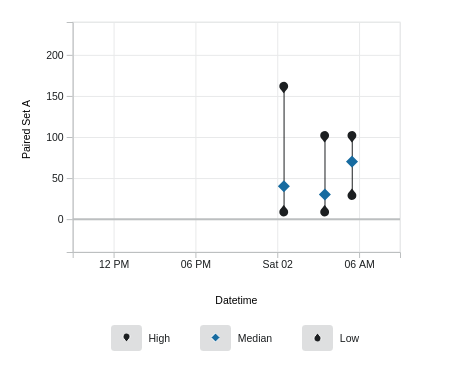 200
150
100
50
0
Paired Set A
12 PM
06 PM
Sat 02
06 AM
Datetime
High
Median
Low